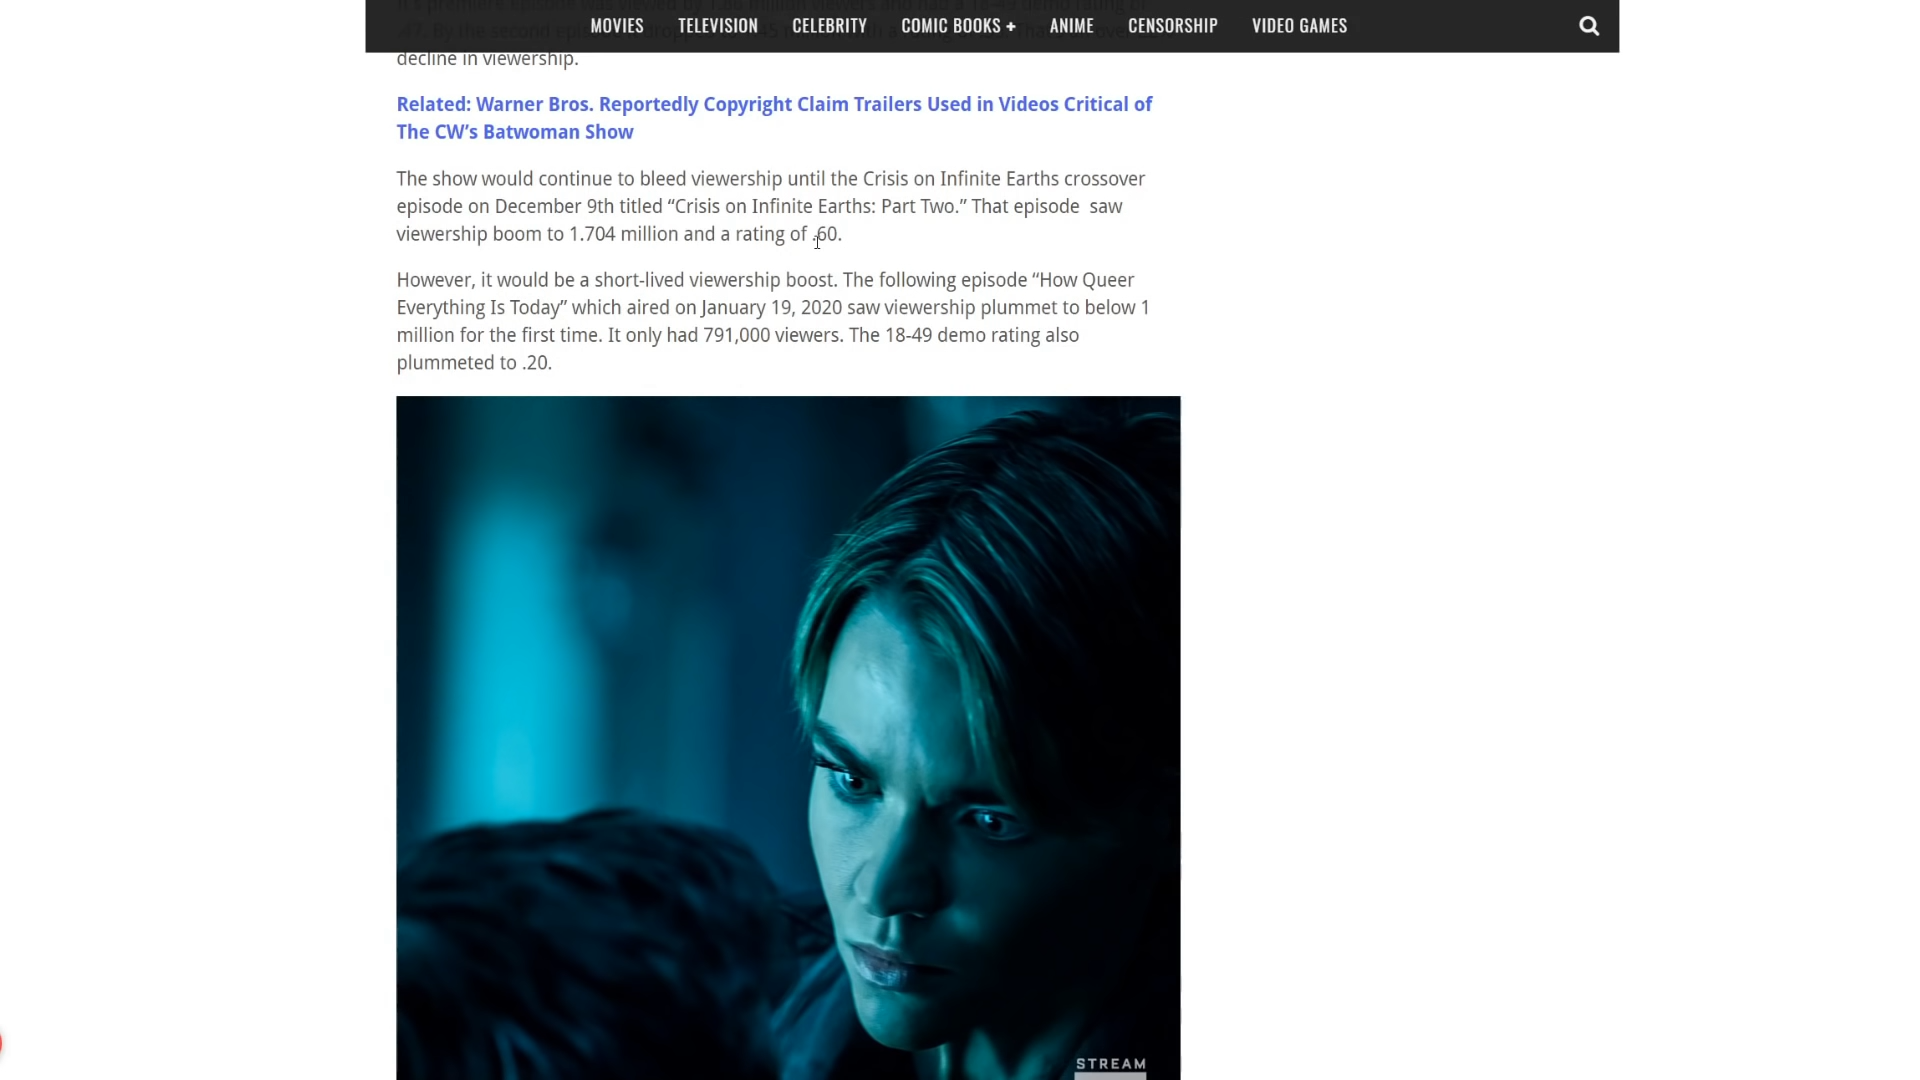 MOVIES TELEVISION CELEBRITY COMIC BOOKS + ANIME CENSORSHIP VIDEO GAMES
decline in viewership.
Related: Warner Bros. Reportedly Copyright Claim Trailers Used in Videos Critical of
The CW’s Batwoman Show
The show would continue to bleed viewership until the Crisis on Infinite Earths crossover
episode on December 9th titled “Crisis on Infinite Earths: Part Two.” That episode  saw
viewership boom to 1.704 million and a rating of .60.
However, it would be a short-lived viewership boost. The following episode “How Queer
Everything Is Today” which aired on January 19, 2020 saw viewership plummet to below 1
million for the first time. It only had 791,000 viewers. The 18-49 demo rating also
plummeted to .20.
STREAM